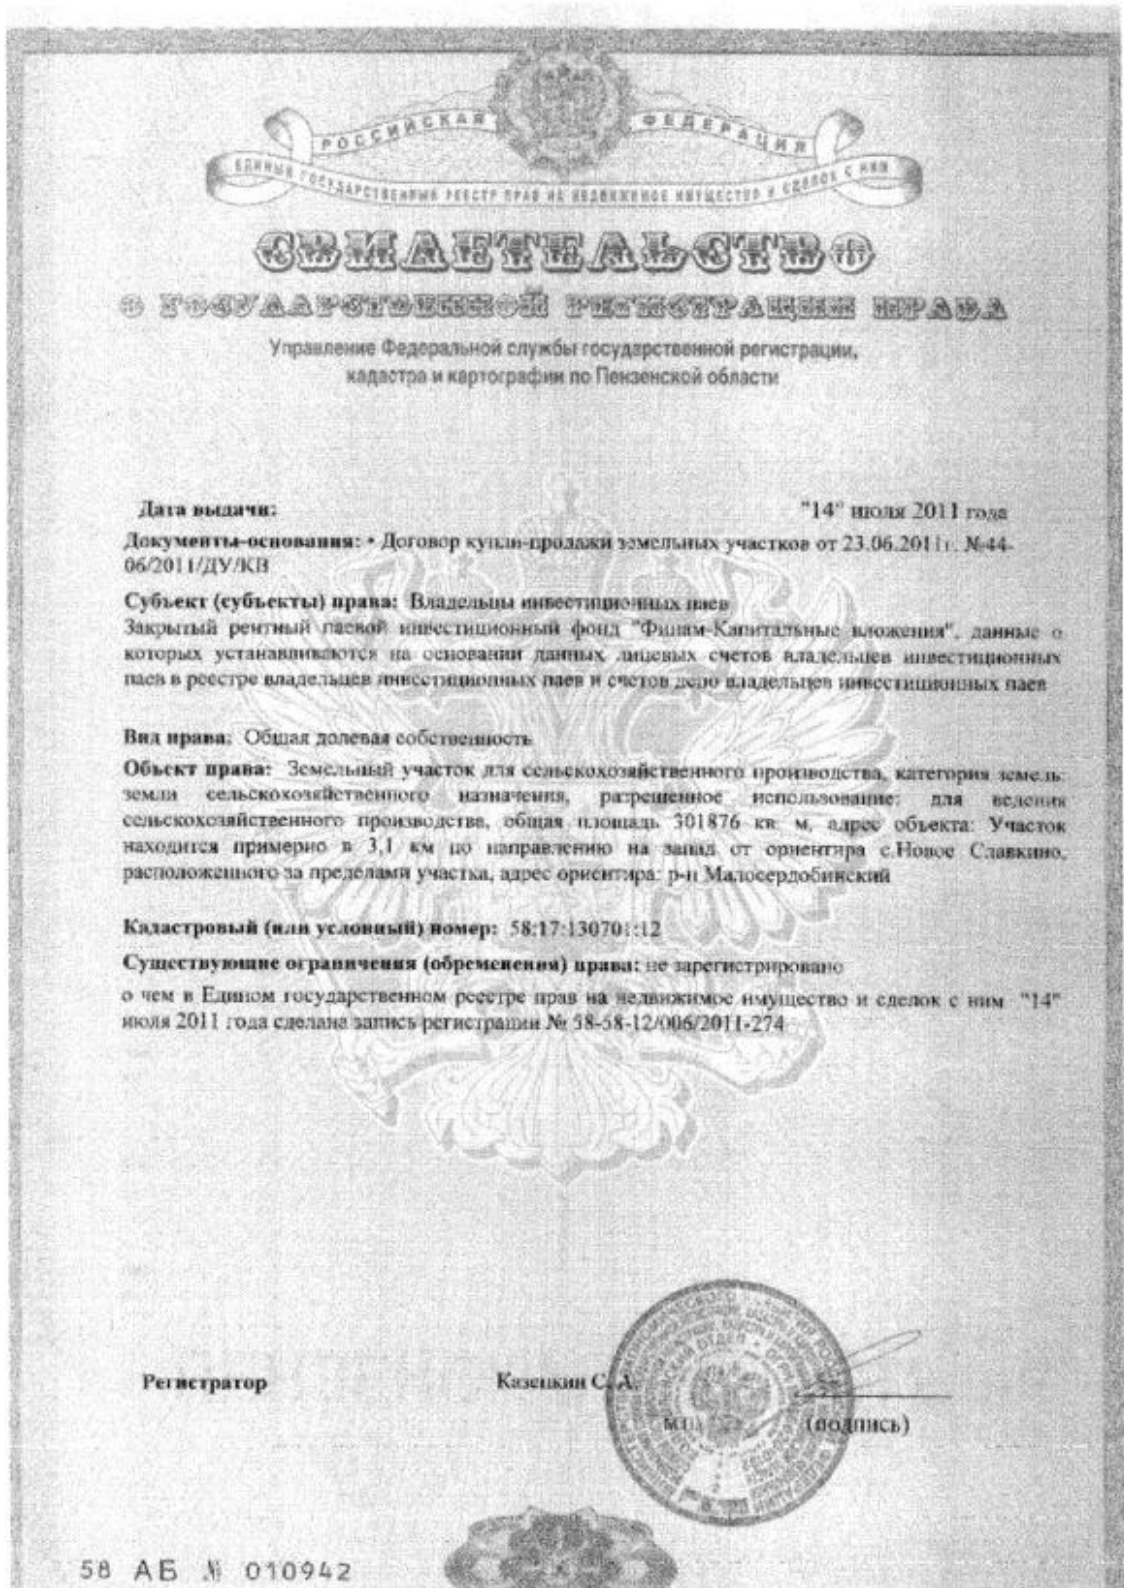 РОССИЙСКАЯ ФЕДЕРАЦИЯ
ЕДИНЫЙ ГОСУДАРСТВЕННЫЙ РЕЕСТР ПРАВ НА НЕДВИЖИМОЕ ИМУЩЕСТВО И СДЕЛОК С НИМ
СВИДЕТЕЛЬСТВО
О ГОСУДАРСТВЕННОЙ РЕГИСТРАЦИИ ПРАВА
Управление Федеральной службы государственной регистрации,
кадастра и картографии по Пензенской области
Дата выдачи: "14" июля 2011 года
Документы-основания: • Договор купли-продажи земельных участков от 23.06.2011г. №44-
06/2011/ДУ/КВ
Субъект (субъекты) права: Владельцы инвестиционных паев
Закрытый рентный паевой инвестиционный фонд "Финам-Капитальные вложения", данные о
которых устанавливаются на основании данных лицевых счетов владельцев инвестиционных
паев в реестре владельцев инвестиционных паев и счетов депо владельцев инвестиционных паев
Вид права: Общая долевая собственность
Объект права: Земельный участок для сельскохозяйственного производства, категория земель:
земли сельскохозяйственного назначения, разрешенное использование: для ведения
сельскохозяйственного производства, общая площадь 301876 кв. м, адрес объекта: Участок
находится примерно в 3,1 км по направлению на запад от ориентира с.Новое Славкино,
расположенного за пределами участка, адрес ориентира: р-н Малосердобинский
Кадастровый (или условный) номер: 58:17:130701:12
Существующие ограничения (обременения) права: не зарегистрировано
о чем в Едином государственном реестре прав на недвижимое имущество и сделок с ним "14"
июля 2011 года сделана запись регистрации № 58-58-12/006/2011-274
Регистратор Казецкин С. А.
М.П. (подпись)
58 АБ № 010942